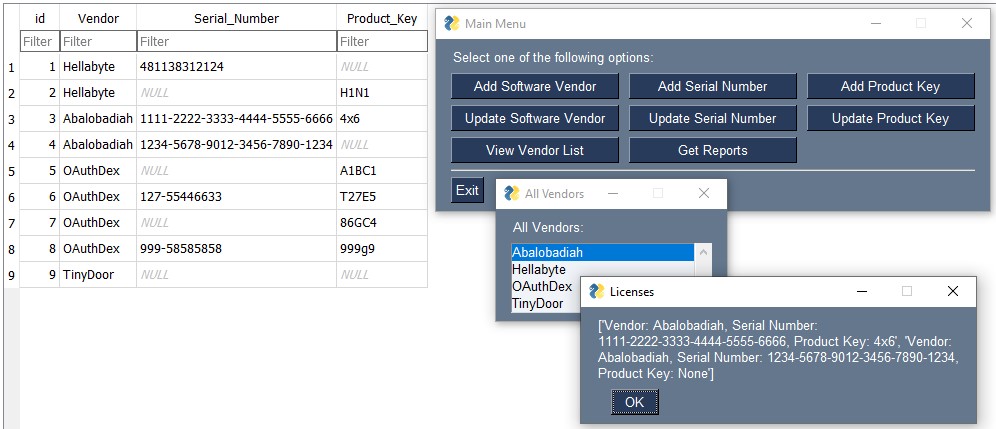 id Vendor Serial_Number Product_Key
Filter Filter Filter Filter
1 1 Hellabyte 481138312124 NULL
2 2 Hellabyte NULL H1N1
3 3 Abalobadiah 1111-2222-3333-4444-5555-6666 4x6
4 4 Abalobadiah 1234-5678-9012-3456-7890-1234 NULL
5 5 OAuthDex NULL A1BC1
6 6 OAuthDex 127-55446633 T27E5
7 7 OAuthDex NULL 86GC4
8 8 OAuthDex 999-58585858 999g9
9 9 TinyDoor NULL NULL
Main Menu
Select one of the following options:
Add Software Vendor Add Serial Number Add Product Key
Update Software Vendor Update Serial Number Update Product Key
View Vendor List Get Reports
Exit
All Vendors
All Vendors:
Abalobadiah
Hellabyte
OAuthDex
TinyDoor
Licenses
['Vendor: Abalobadiah, Serial Number:
1111-2222-3333-4444-5555-6666, Product Key: 4x6', 'Vendor:
Abalobadiah, Serial Number: 1234-5678-9012-3456-7890-1234,
Product Key: None']
OK